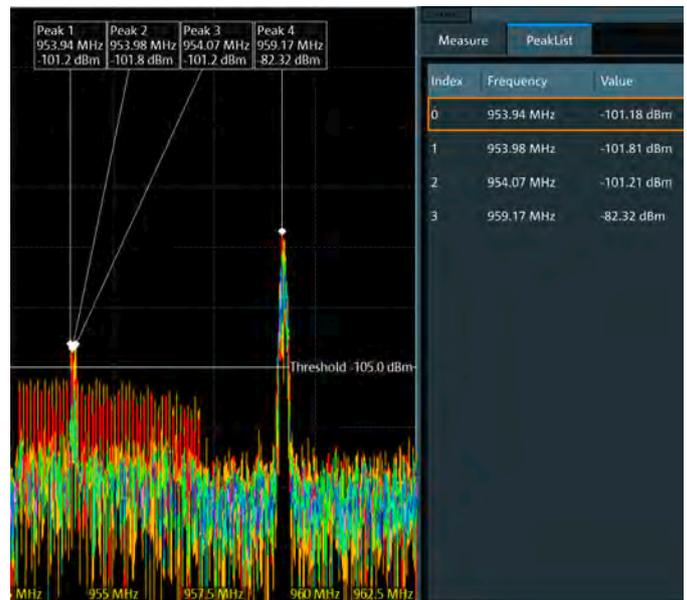 Peak 1
953.94 MHz
-101.2 dBm
Peak 2
953.98 MHz
-101.8 dBm
Peak 3
954.07 MHz
-101.2 dBm
Peak 4
959.17 MHz
-82.32 dBm
Threshold -105.0 dBm
MHz
955 MHz
957.5 MHz
960 MHz
962.5 MHz
Measure
PeakList
Index Frequency Value
0 953.94 MHz -101.18 dBm
1 953.98 MHz -101.81 dBm
2 954.07 MHz -101.21 dBm
3 959.17 MHz -82.32 dBm